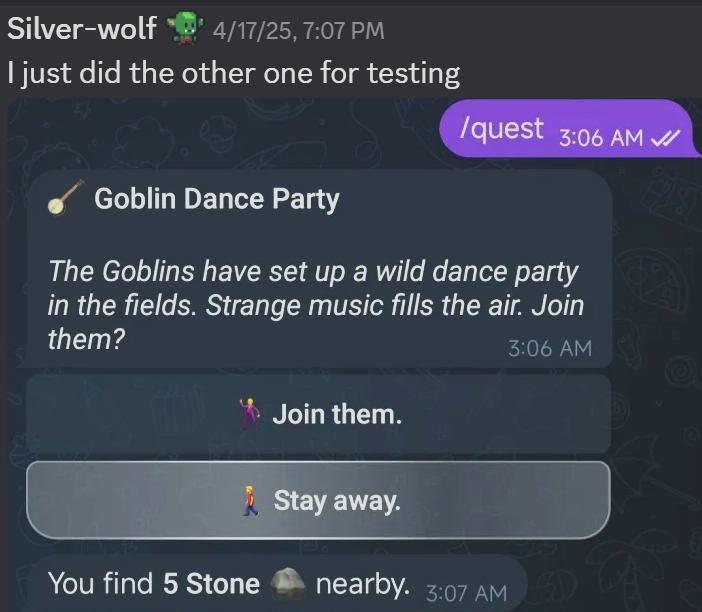 Silver-wolf 4/17/25, 7:07 PM
I just did the other one for testing
/quest 3:06 AM
Goblin Dance Party
The Goblins have set up a wild dance party
in the fields. Strange music fills the air. Join
them?
3:06 AM
Join them.
Stay away.
You find 5 Stone nearby. 3:07 AM